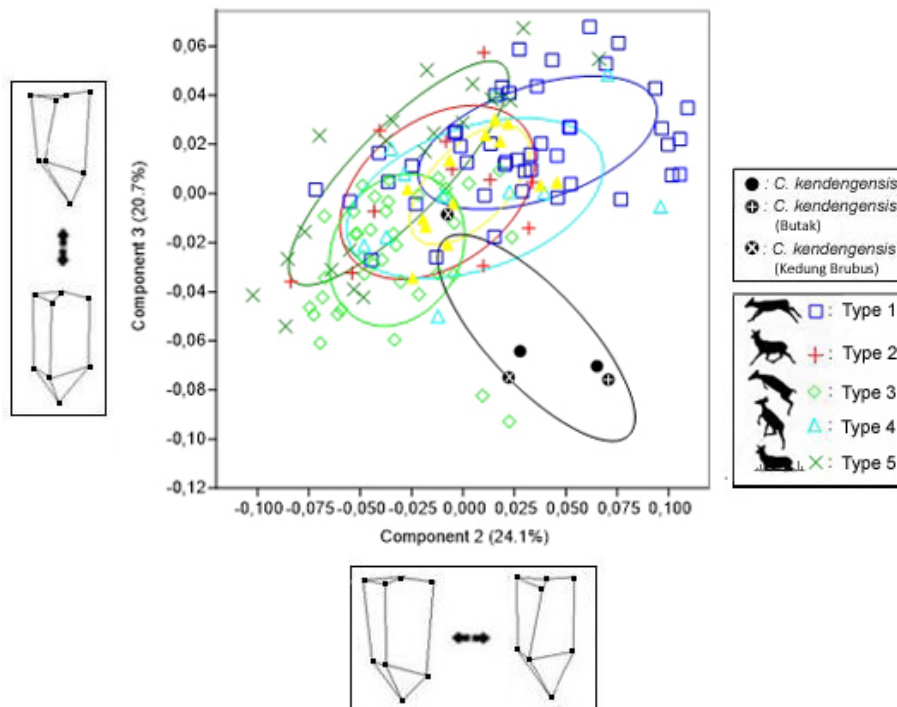 0,06
0,04
0,02
0,00
-0,02
-0,04
-0,06
-0,08
-0,10
-0,12
Component 3 (20.7%)
-0,100 -0,075 -0,050 -0,025 0,000 0,025 0,050 0,075 0,100
Component 2 (24.1%)
: C. kendengensis
: C. kendengensis
(Butak)
: C. kendengensis
(Kedung Brubus)
: Type 1
: Type 2
: Type 3
: Type 4
: Type 5